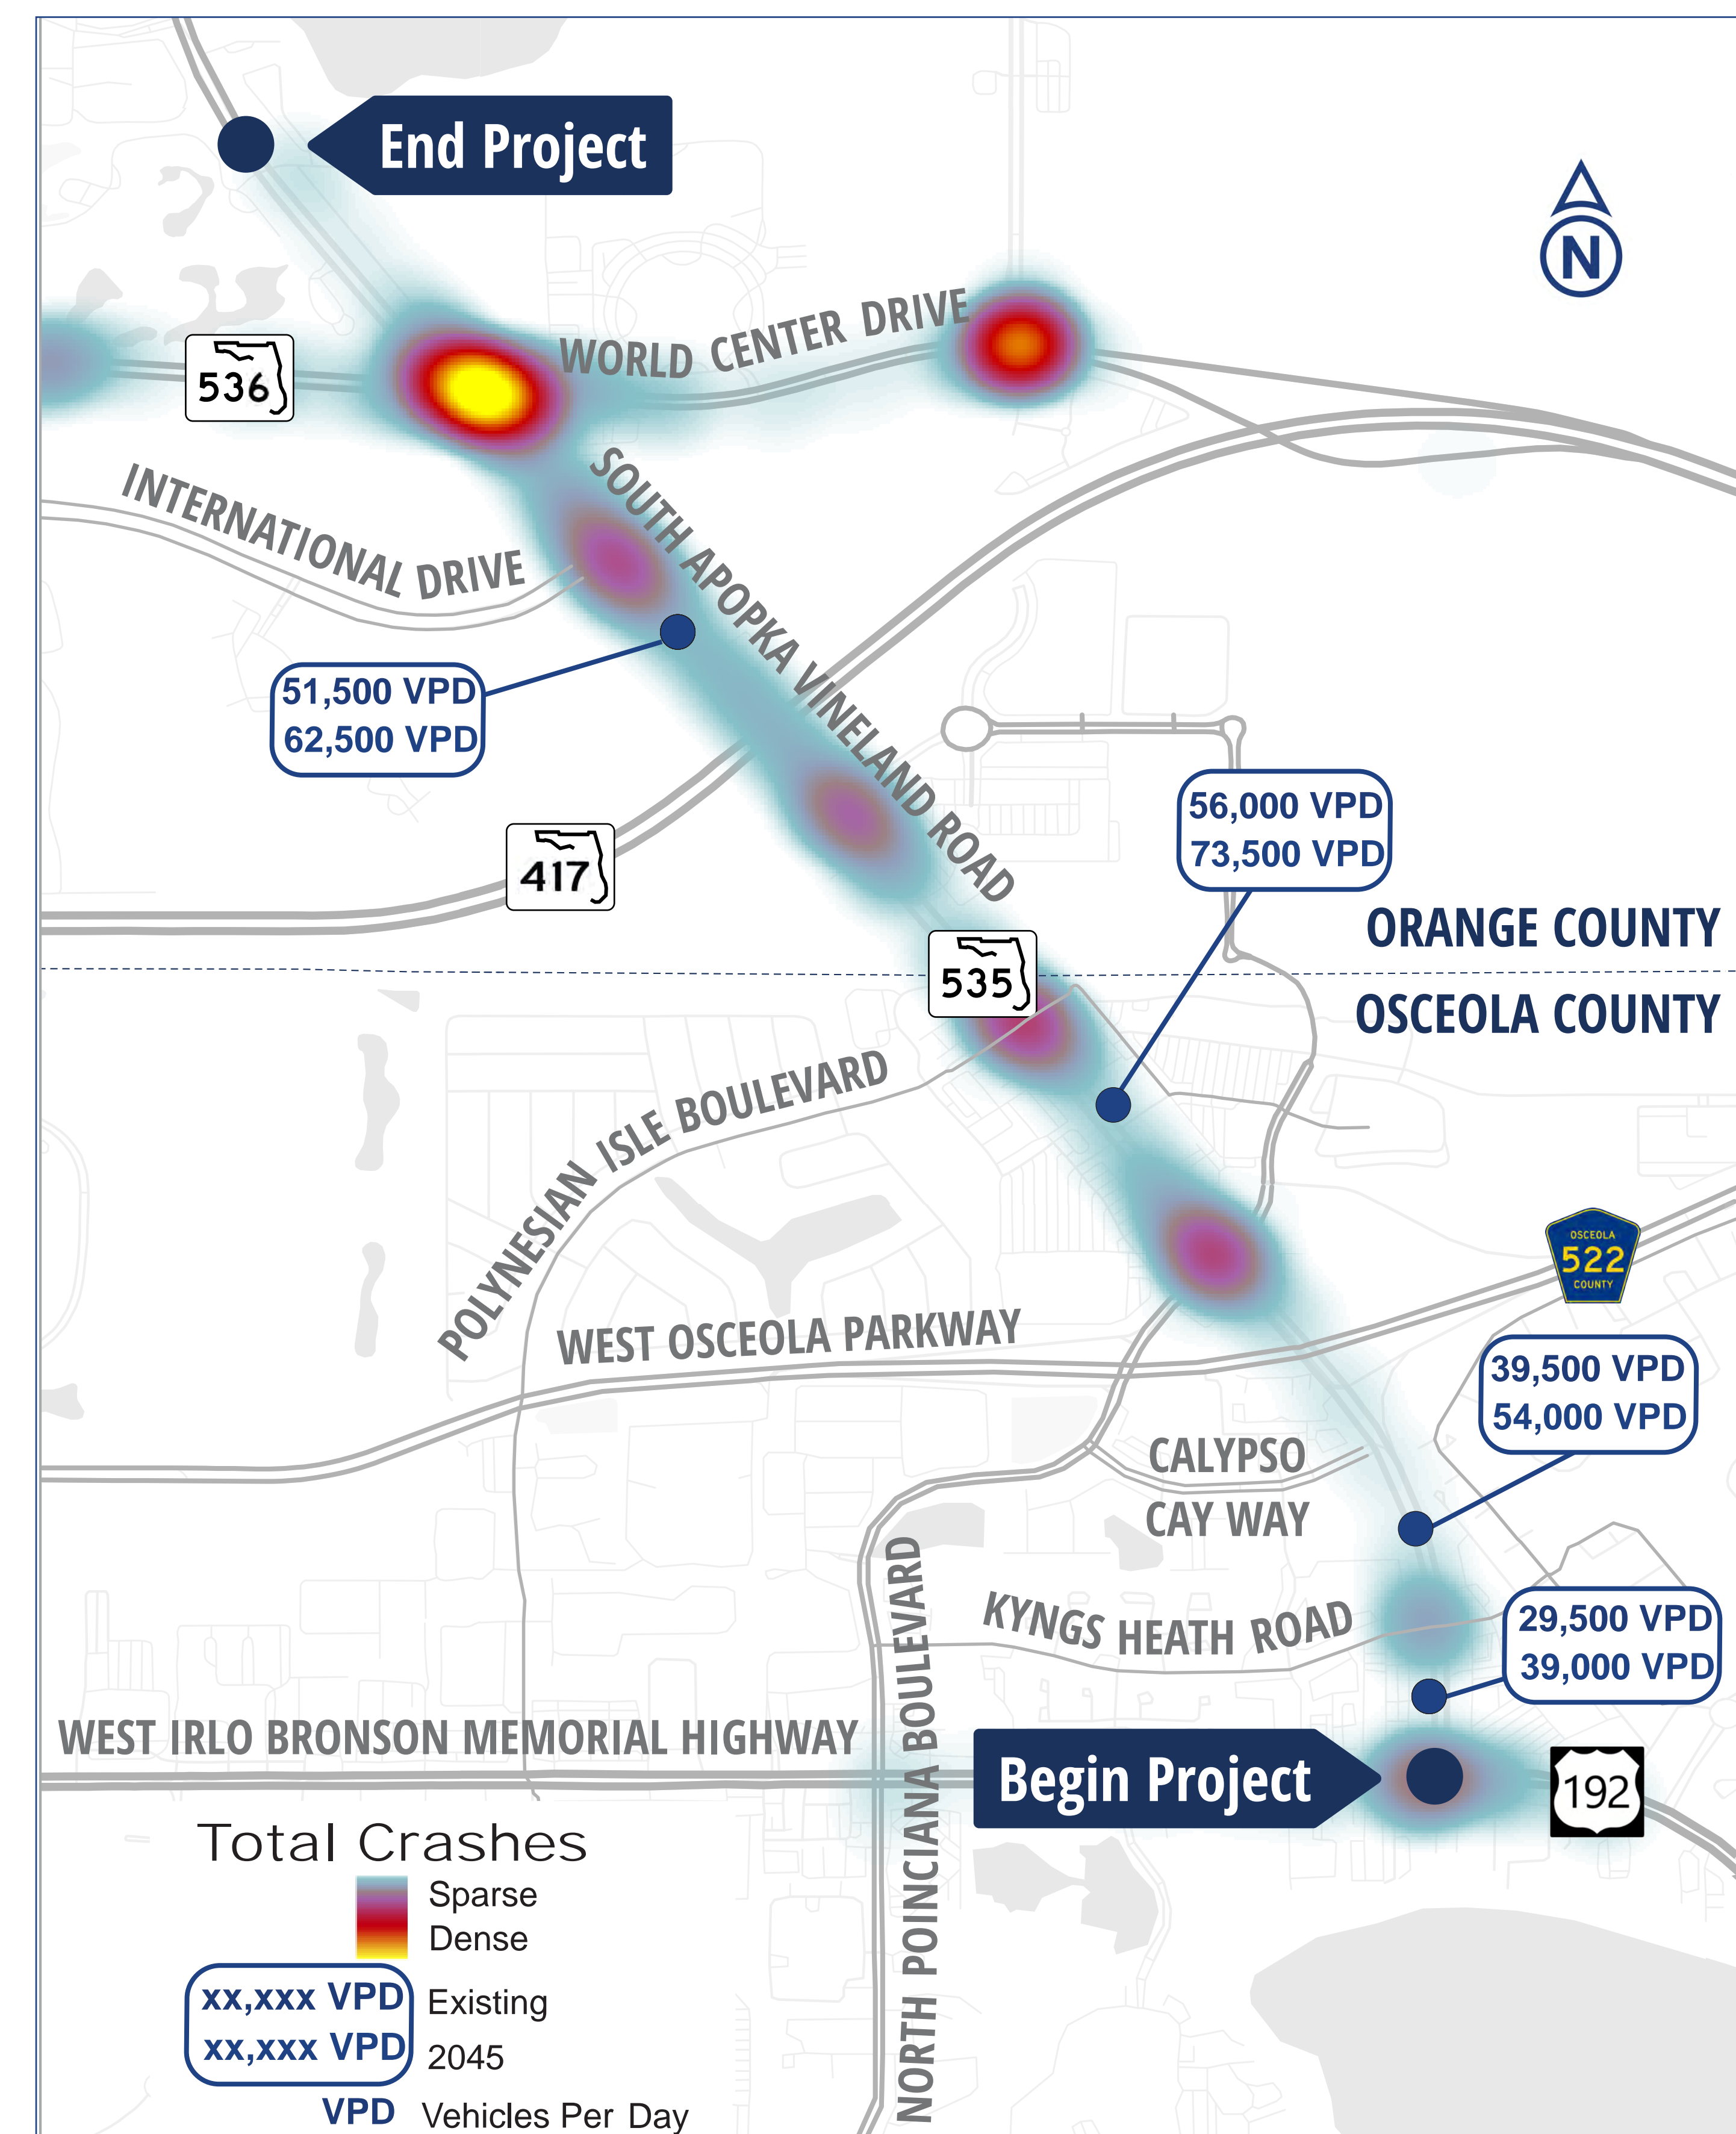 End Project
N
WORLD CENTER DRIVE
536
SOUTH APOPKA VINELAND ROAD
INTERNATIONAL DRIVE
51,500 VPD
62,500 VPD
56,000 VPD
73,500 VPD
417
ORANGE COUNTY
535
OSCEOLA COUNTY
POLYNESIAN ISLE BOULEVARD
OSCEOLA
522
COUNTY
WEST OSCEOLA PARKWAY
39,500 VPD
54,000 VPD
CALYPSO
CAY WAY
KYNGS HEATH ROAD
29,500 VPD
39,000 VPD
NORTH POINCIANA BOULEVARD
WEST IRLO BRONSON MEMORIAL HIGHWAY
Begin Project
192
Total Crashes
Sparse
Dense
xx,xxx VPD Existing
xx,xxx VPD 2045
VPD Vehicles Per Day